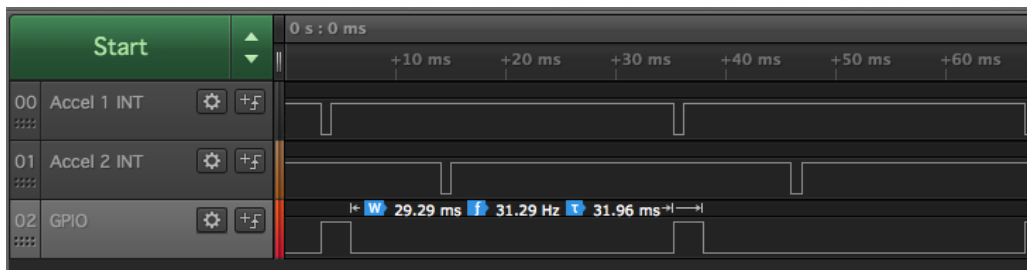 Start
0 s : 0 ms
+10 ms +20 ms +30 ms +40 ms +50 ms +60 ms
00 Accel 1 INT
01 Accel 2 INT
W 29.29 ms f 31.29 Hz T 31.96 ms
02 GPIO